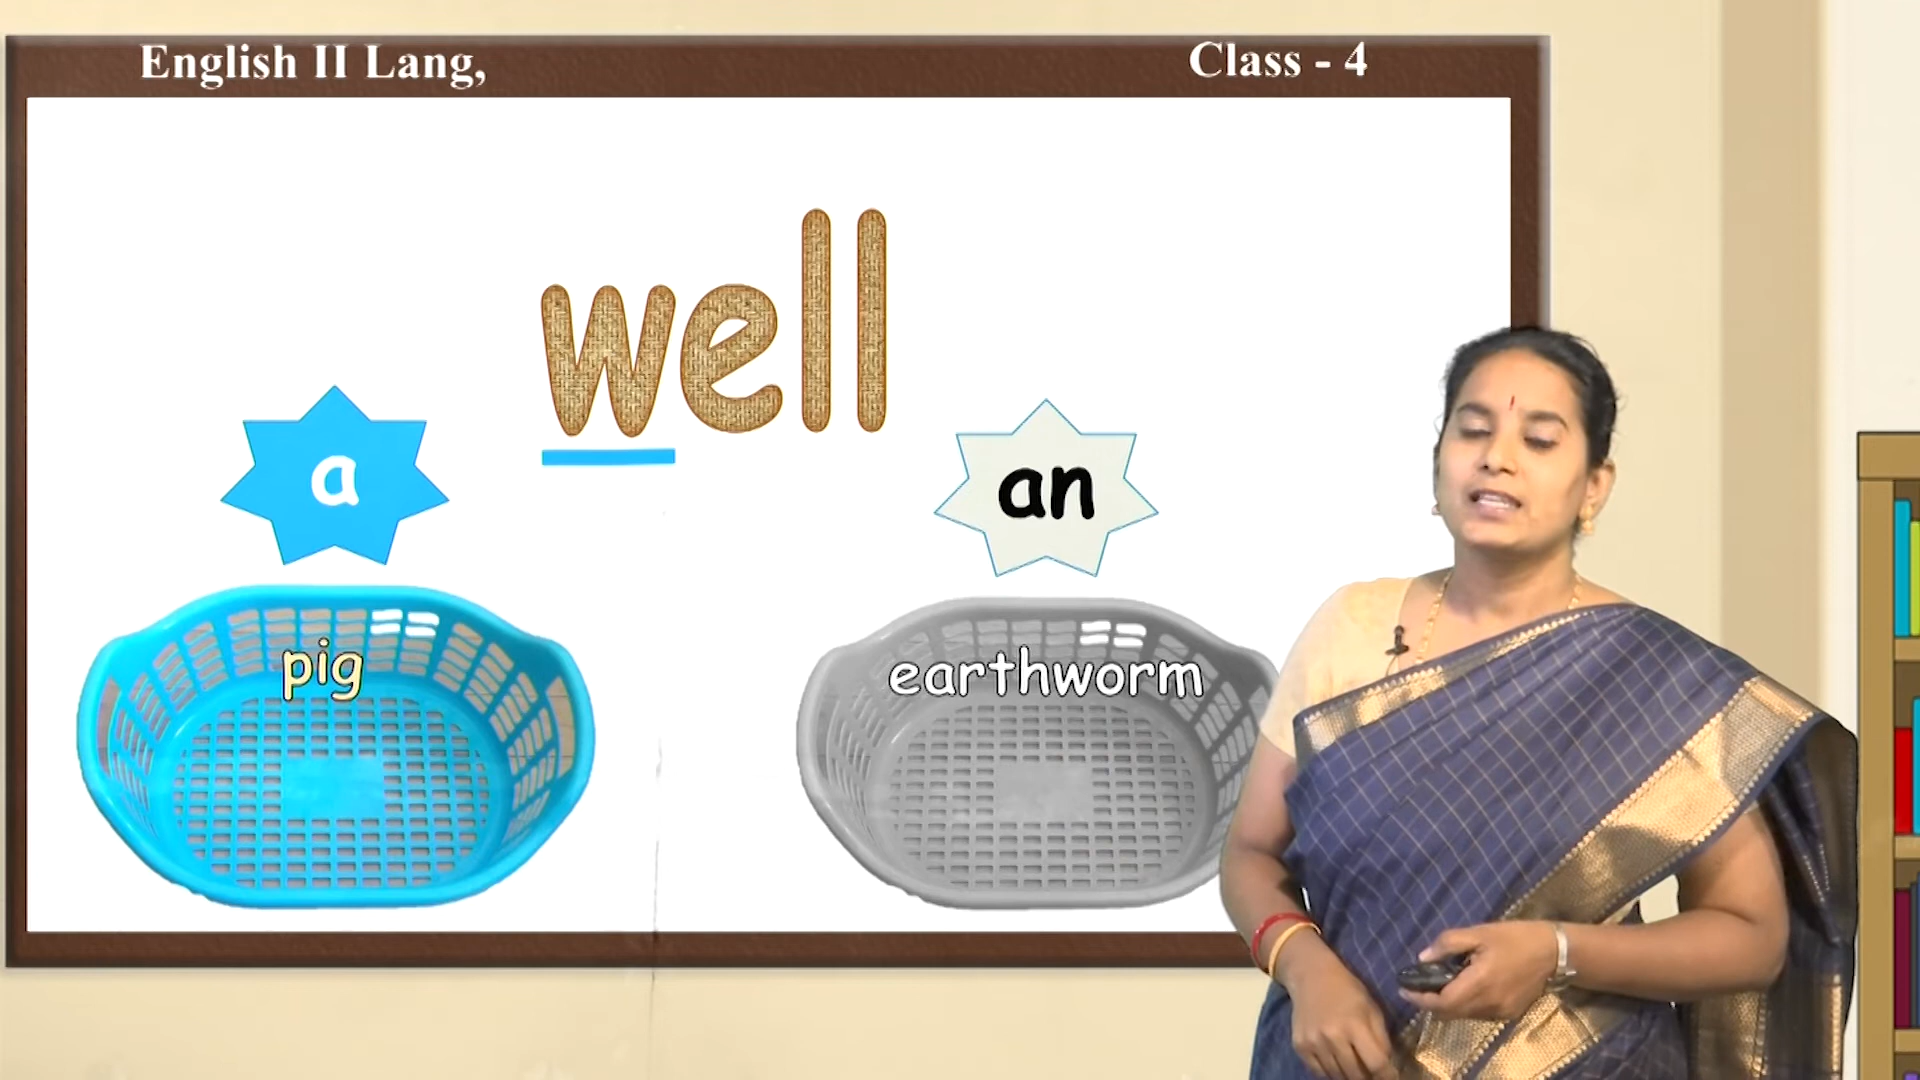 English II Lang,
Class - 4
well
a
an
pig
earthworm